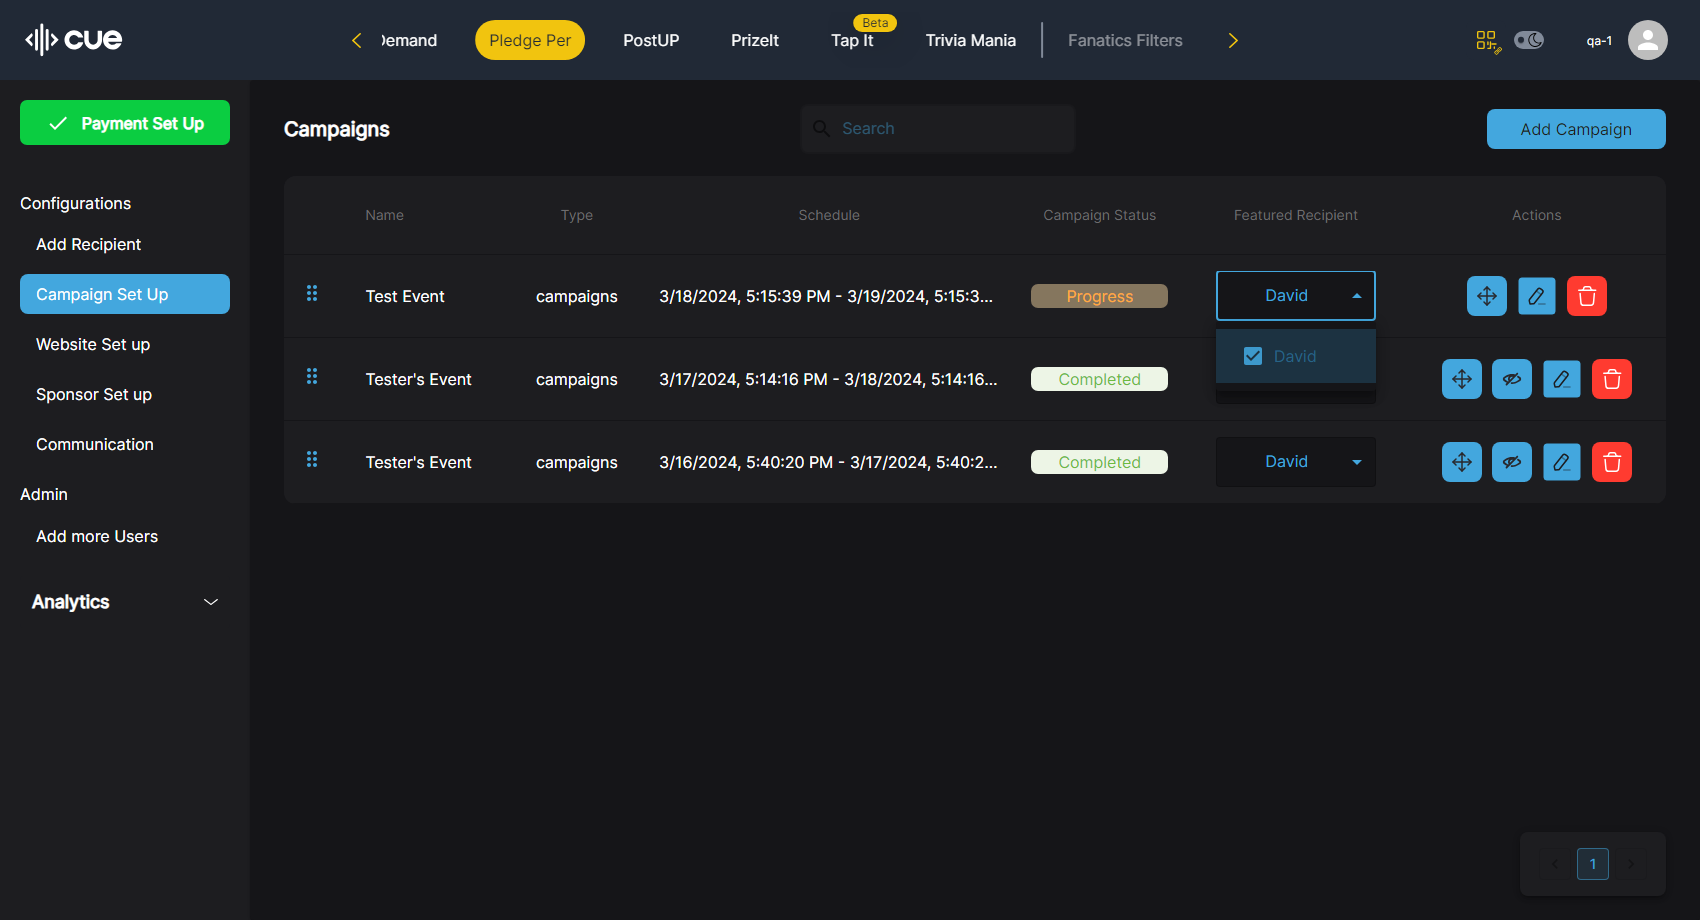 cue
Demand
Pledge Per
PostUP
PrizeIt
Beta
Tap It
Trivia Mania
Fanatics Filters
qa-1
Payment Set Up
Configurations
Add Recipient
Campaign Set Up
Website Set up
Sponsor Set up
Communication
Admin
Add more Users
Analytics
Campaigns
Search
Add Campaign
Name Type Schedule Campaign Status Featured Recipient Actions
Test Event campaigns 3/18/2024, 5:15:39 PM - 3/19/2024, 5:15:3... Progress David
David
Tester's Event campaigns 3/17/2024, 5:14:16 PM - 3/18/2024, 5:14:16... Completed
Tester's Event campaigns 3/16/2024, 5:40:20 PM - 3/17/2024, 5:40:2... Completed David
1